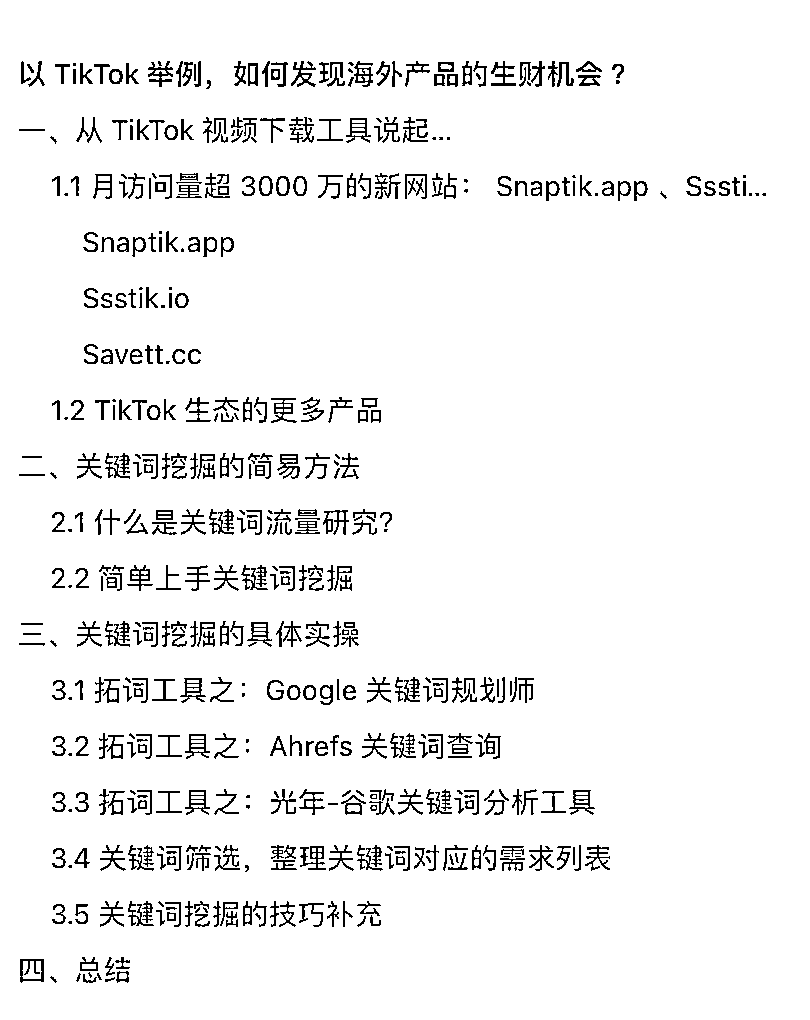 以 TikTok 举例，如何发现海外产品的生财机会？
一、从 TikTok 视频下载工具说起...
1.1 月访问量超 3000 万的新网站： Snaptik.app 、Sssti...
Snaptik.app
Ssstik.io
Savett.cc
1.2 TikTok 生态的更多产品
二、关键词挖掘的简易方法
2.1 什么是关键词流量研究?
2.2 简单上手关键词挖掘
三、关键词挖掘的具体实操
3.1 拓词工具之：Google 关键词规划师
3.2 拓词工具之：Ahrefs 关键词查询
3.3 拓词工具之：光年-谷歌关键词分析工具
3.4 关键词筛选，整理关键词对应的需求列表
3.5 关键词挖掘的技巧补充
四、总结